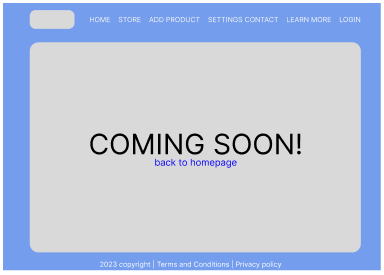 HOME STORE ADD PRODUCT SETTINGS CONTACT LEARN MORE LOGIN
COMING SOON!
back to homepage
2023 copyright | Terms and Conditions | Privacy policy